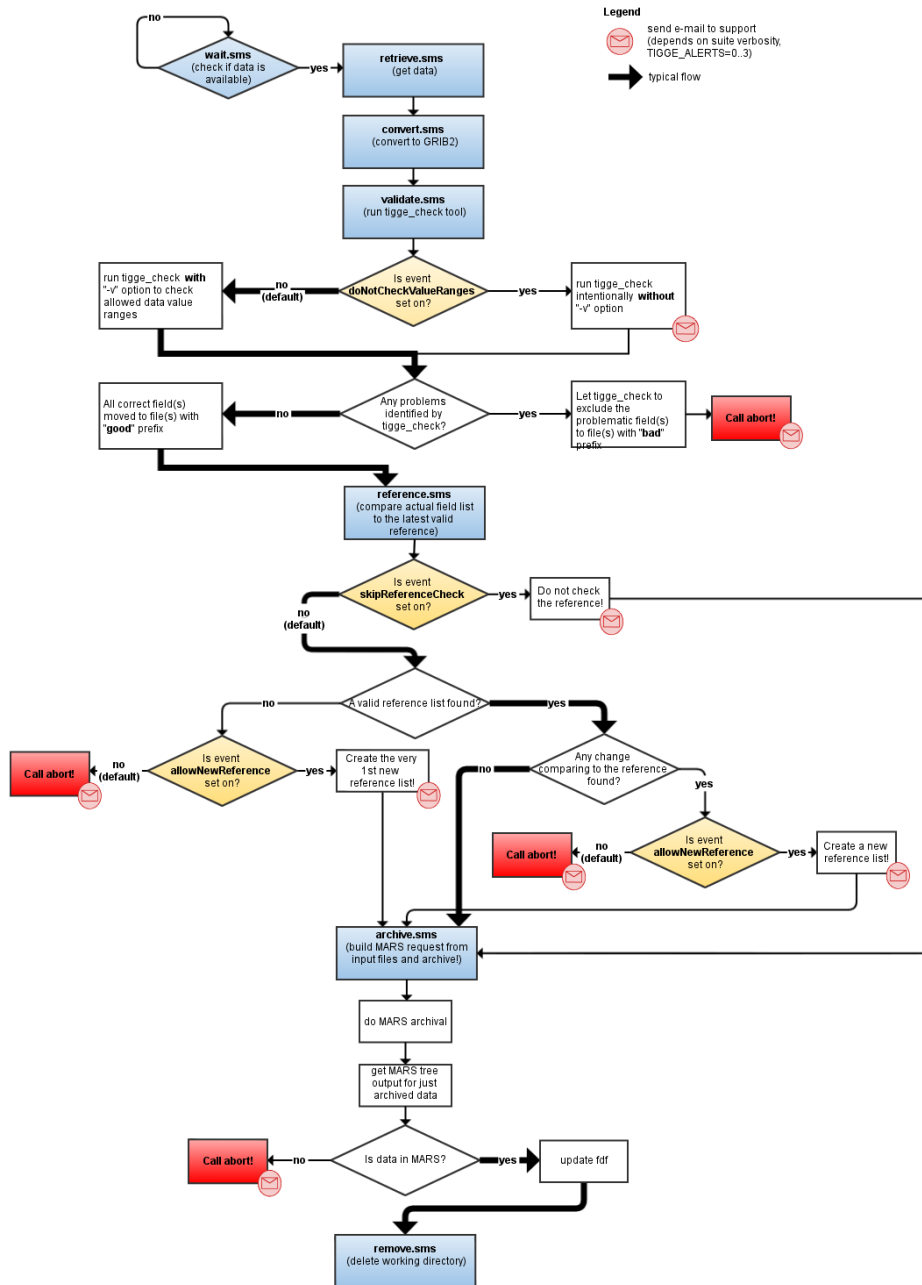 Legend
send e-mail to support
(depends on suite verbosity,
TIGGE_ALERTS=0..3)
typical flow
no
wait.sms
(check if data is
available)
yes
retrieve.sms
(get data)
convert.sms
(convert to GRIB2)
validate.sms
(run tigge_check tool)
run tigge_check with
"-v" option to check
allowed data value
ranges
no
(default)
Is event
doNotCheckValueRanges
set on?
yes
run tigge_check
intentionally without
"-v" option
All correct field(s)
moved to file(s) with
"good" prefix
no
Any problems
identified by
tigge_check?
yes
Let tigge_check to
exclude the
problematic field(s)
to file(s) with "bad"
prefix
Call abort!
reference.sms
(compare actual field list
to the latest valid
reference)
no
(default)
Is event
skipReferenceCheck
set on?
yes
Do not check
the reference!
no
A valid reference list found?
yes
Call abort!
no
(default)
Is event
allowNewReference
set on?
yes
Create the very
1st new
reference list!
no
Any change
comparing to the reference
found?
yes
Call abort!
no
(default)
Is event
allowNewReference
set on?
yes
Create a new
reference list!
archive.sms
(build MARS request from
input files and archive!)
do MARS archival
get MARS tree
output for just
archived data
Call abort!
no
Is data in MARS?
yes
update fdf
remove.sms
(delete working directory)